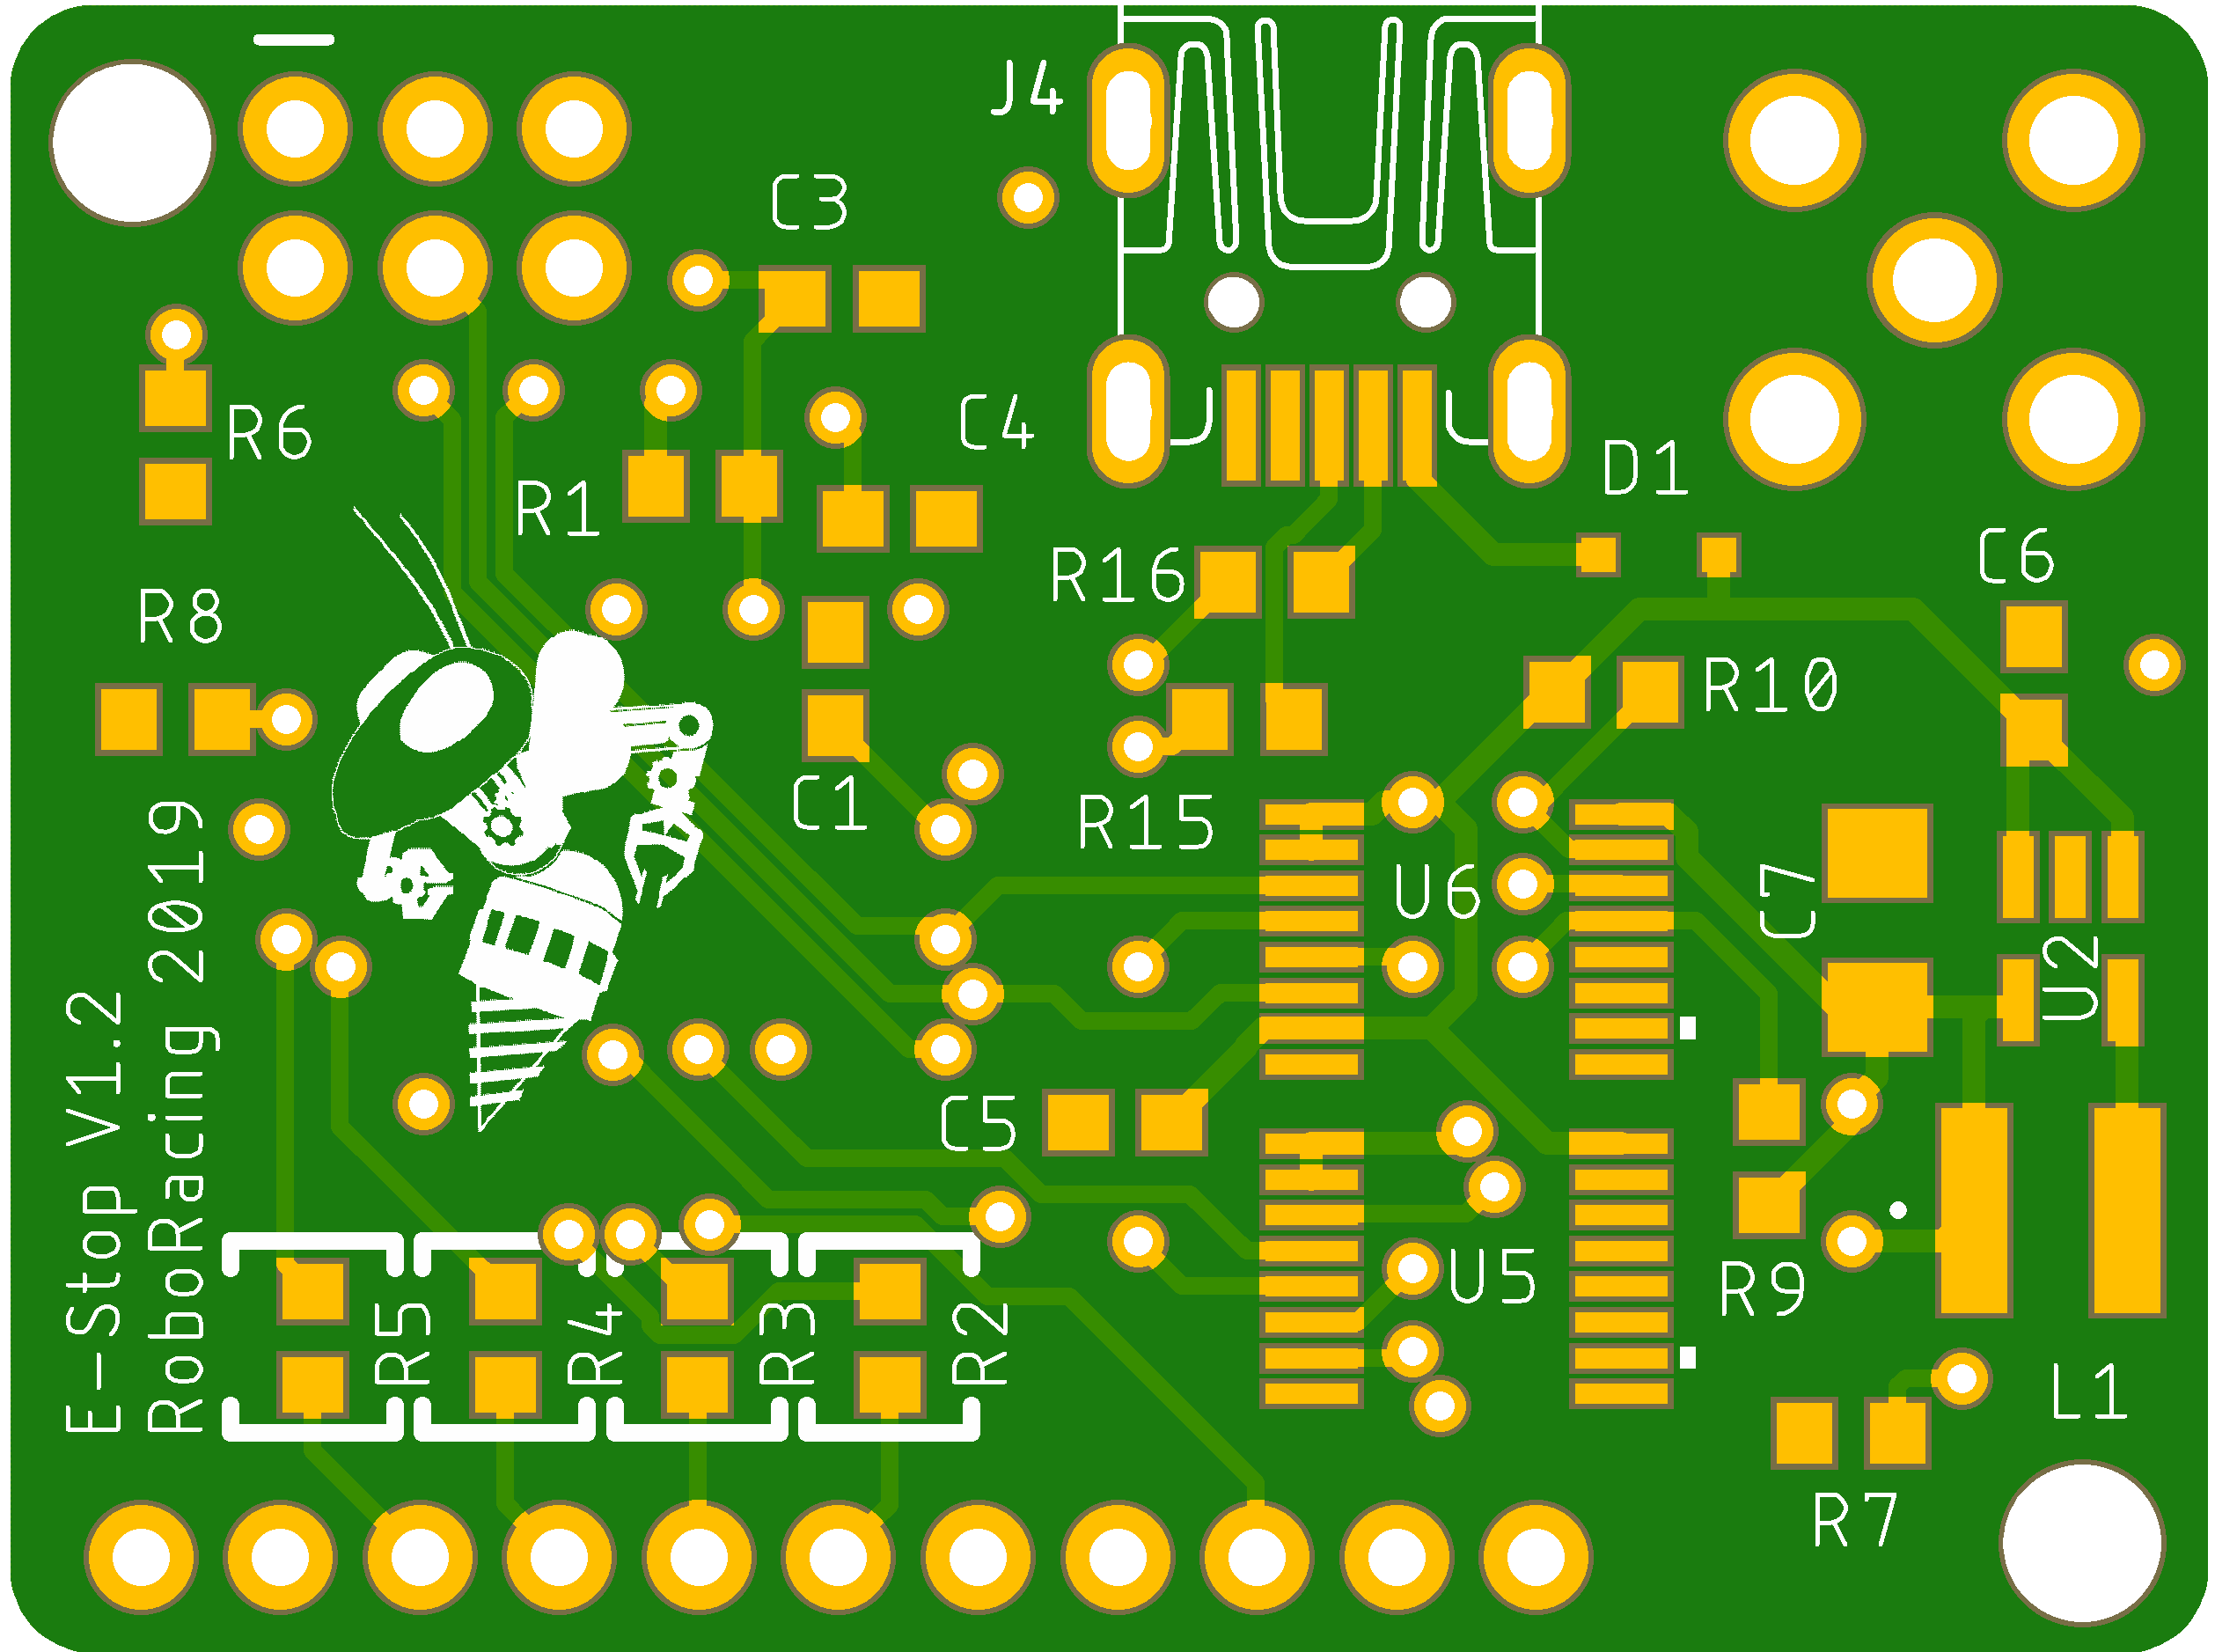 J4
C3
C4
R6
R1
D1
R16
C6
R8
R10
C1
R15
U6
C7
U2
E-Stop V1.2
RoboRacing 2019
C5
U5
R9
R5
R4
R3
R2
L1
R7